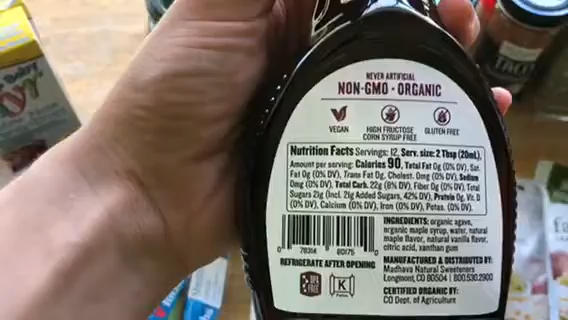 NEVER ARTIFICIAL
NON-GMO • ORGANIC
VEGAN
HIGH FRUCTOSE
CORN SYRUP FREE
GLUTEN FREE
Nutrition Facts Servings: 12, Serv. size: 2 Tbsp (20mL),
Amount per serving: Calories 90, Total Fat 0g (0% DV), Sat.
Fat 0g (0% DV), Trans Fat 0g, Cholest. 0mg (0% DV), Sodium
0mg (0% DV), Total Carb. 22g (8% DV), Fiber 0g (0% DV), Total
Sugars 21g (Incl. 21g Added Sugars, 42% DV), Protein 0g, Vit. D
(0% DV), Calcium (0% DV), Iron (0% DV), Potas. (0% DV).
INGREDIENTS: organic agave,
organic maple syrup, water, natural
maple flavor, natural vanilla flavor,
citric acid, xanthan gum
0 78314 80175 0
REFRIGERATE AFTER OPENING
FREE
K
MANUFACTURED & DISTRIBUTED BY:
Madhava Natural Sweeteners
Longmont, CO 80504 | 800.530.2900
CERTIFIED ORGANIC BY:
CO Dept. of Agriculture
TACO